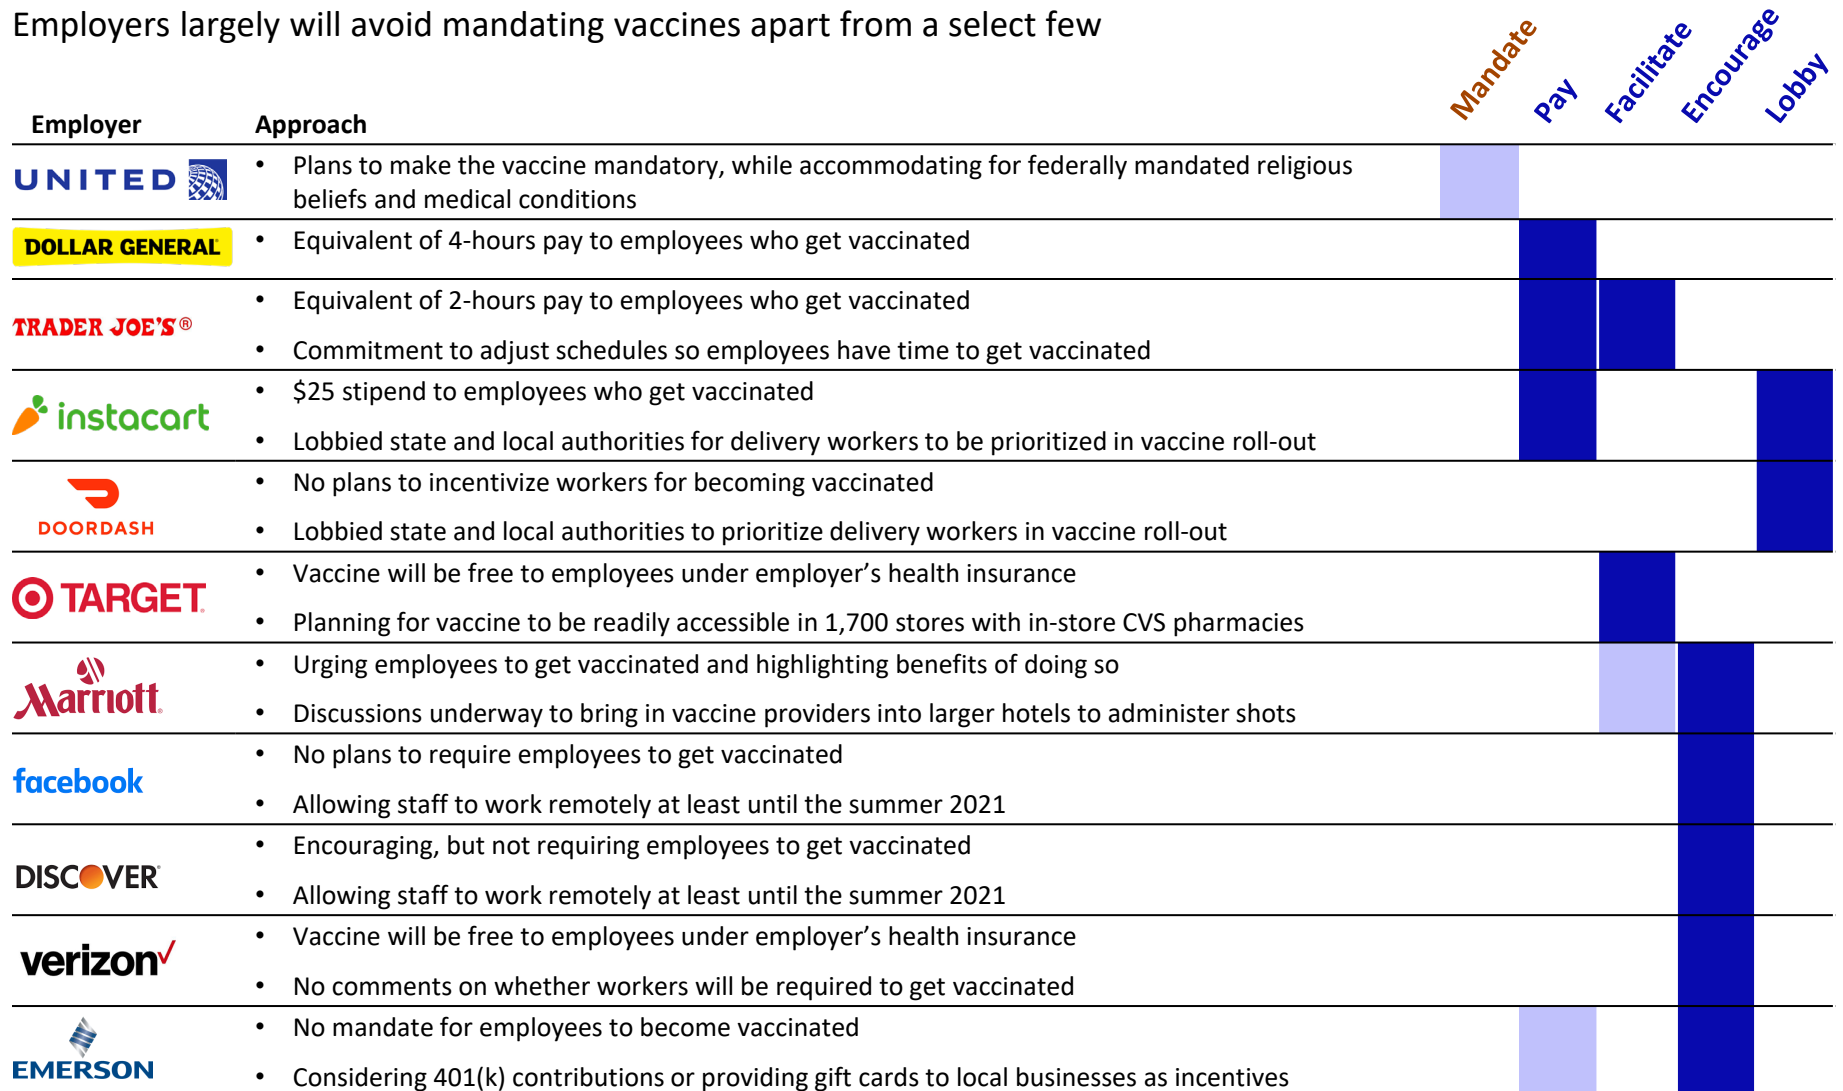 Employers largely will avoid mandating vaccines apart from a select few
Mandate
Pay
Facilitate
Encourage
Lobby
Employer
Approach
UNITED
• Plans to make the vaccine mandatory, while accommodating for federally mandated religious
beliefs and medical conditions
DOLLAR GENERAL
• Equivalent of 4-hours pay to employees who get vaccinated
TRADER JOE'S®
• Equivalent of 2-hours pay to employees who get vaccinated
• Commitment to adjust schedules so employees have time to get vaccinated
instacart
• $25 stipend to employees who get vaccinated
• Lobbied state and local authorities for delivery workers to be prioritized in vaccine roll-out
DOORDASH
• No plans to incentivize workers for becoming vaccinated
• Lobbied state and local authorities to prioritize delivery workers in vaccine roll-out
TARGET
• Vaccine will be free to employees under employer’s health insurance
• Planning for vaccine to be readily accessible in 1,700 stores with in-store CVS pharmacies
Marriott
• Urging employees to get vaccinated and highlighting benefits of doing so
• Discussions underway to bring in vaccine providers into larger hotels to administer shots
facebook
• No plans to require employees to get vaccinated
• Allowing staff to work remotely at least until the summer 2021
DISCOVER
• Encouraging, but not requiring employees to get vaccinated
• Allowing staff to work remotely at least until the summer 2021
verizon
• Vaccine will be free to employees under employer’s health insurance
• No comments on whether workers will be required to get vaccinated
EMERSON
• No mandate for employees to become vaccinated
• Considering 401(k) contributions or providing gift cards to local businesses as incentives